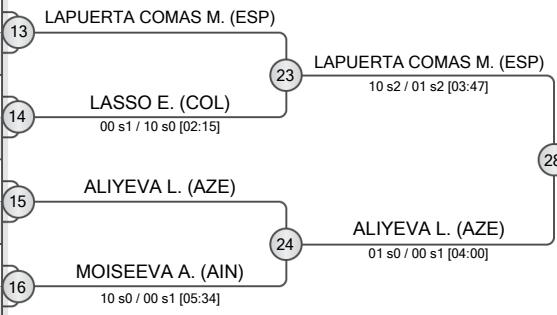 13
LAPUERTA COMAS M. (ESP)
23
LAPUERTA COMAS M. (ESP)
10 s2 / 01 s2 [03:47]
14
LASSO E. (COL)
00 s1 / 10 s0 [02:15]
28
15
ALIYEVA L. (AZE)
24
ALIYEVA L. (AZE)
01 s0 / 00 s1 [04:00]
16
MOISEEVA A. (AIN)
10 s0 / 00 s1 [05:34]